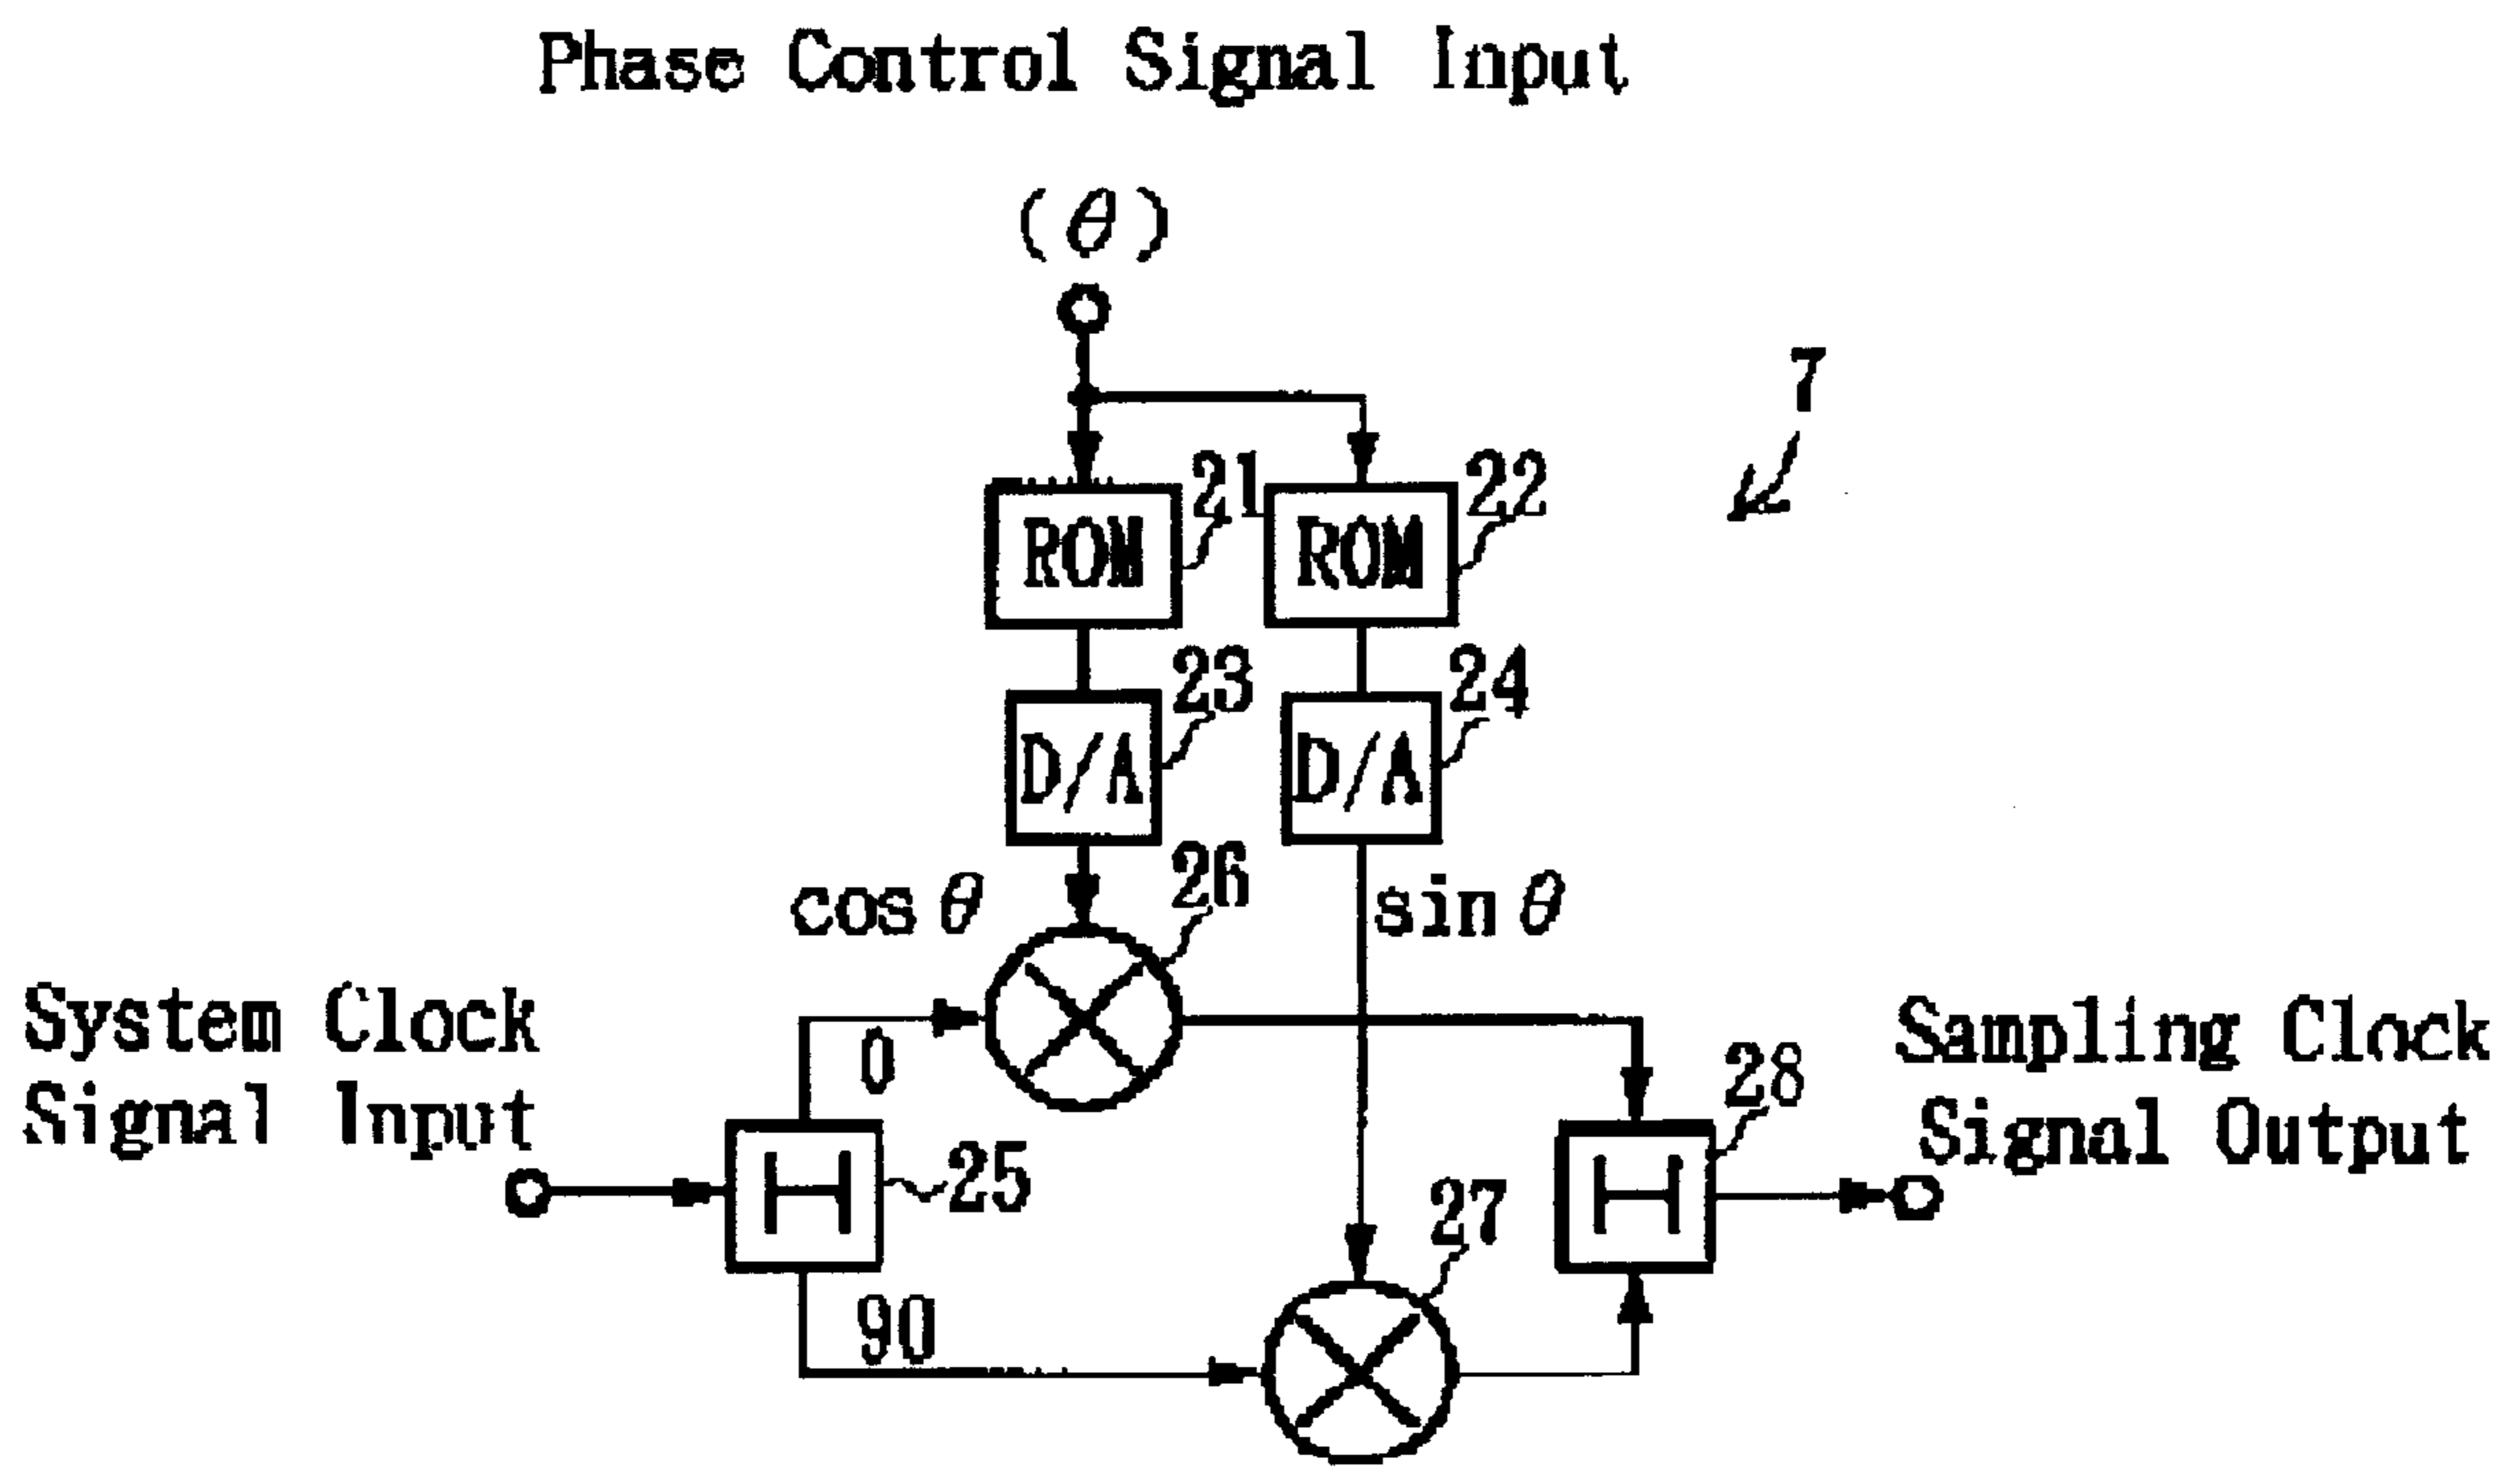 Phase Control Signal Input
(θ)
7
21
22
ROM
ROM
23
24
D/A
D/A
26
cos θ
sin θ
System Clock
Signal Input
0
Sampling Clock
Signal Output
28
H
25
H
27
90